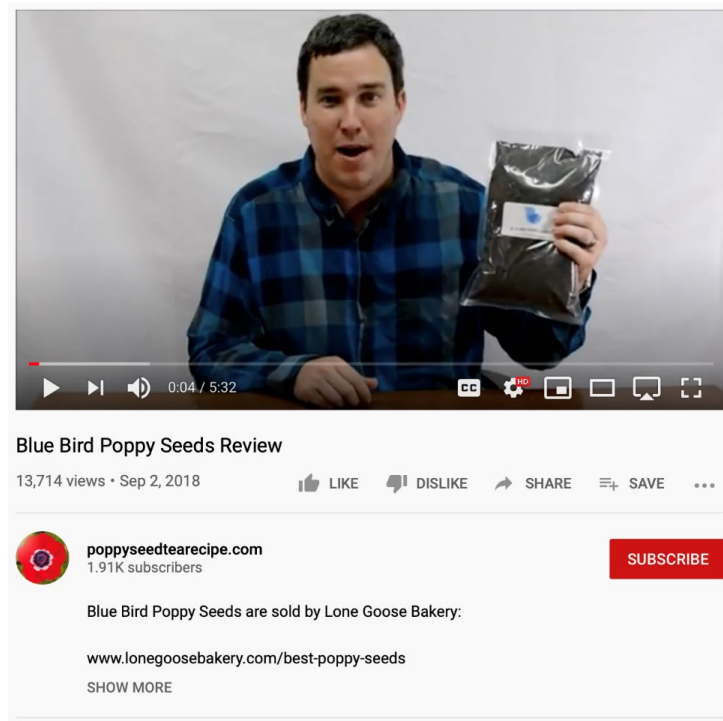 0:04 / 5:32
CC
HD
Blue Bird Poppy Seeds Review
13,714 views • Sep 2, 2018
LIKE DISLIKE SHARE SAVE
poppyseedtearecipe.com
1.91K subscribers
SUBSCRIBE
Blue Bird Poppy Seeds are sold by Lone Goose Bakery:
www.lonegoosebakery.com/best-poppy-seeds
SHOW MORE